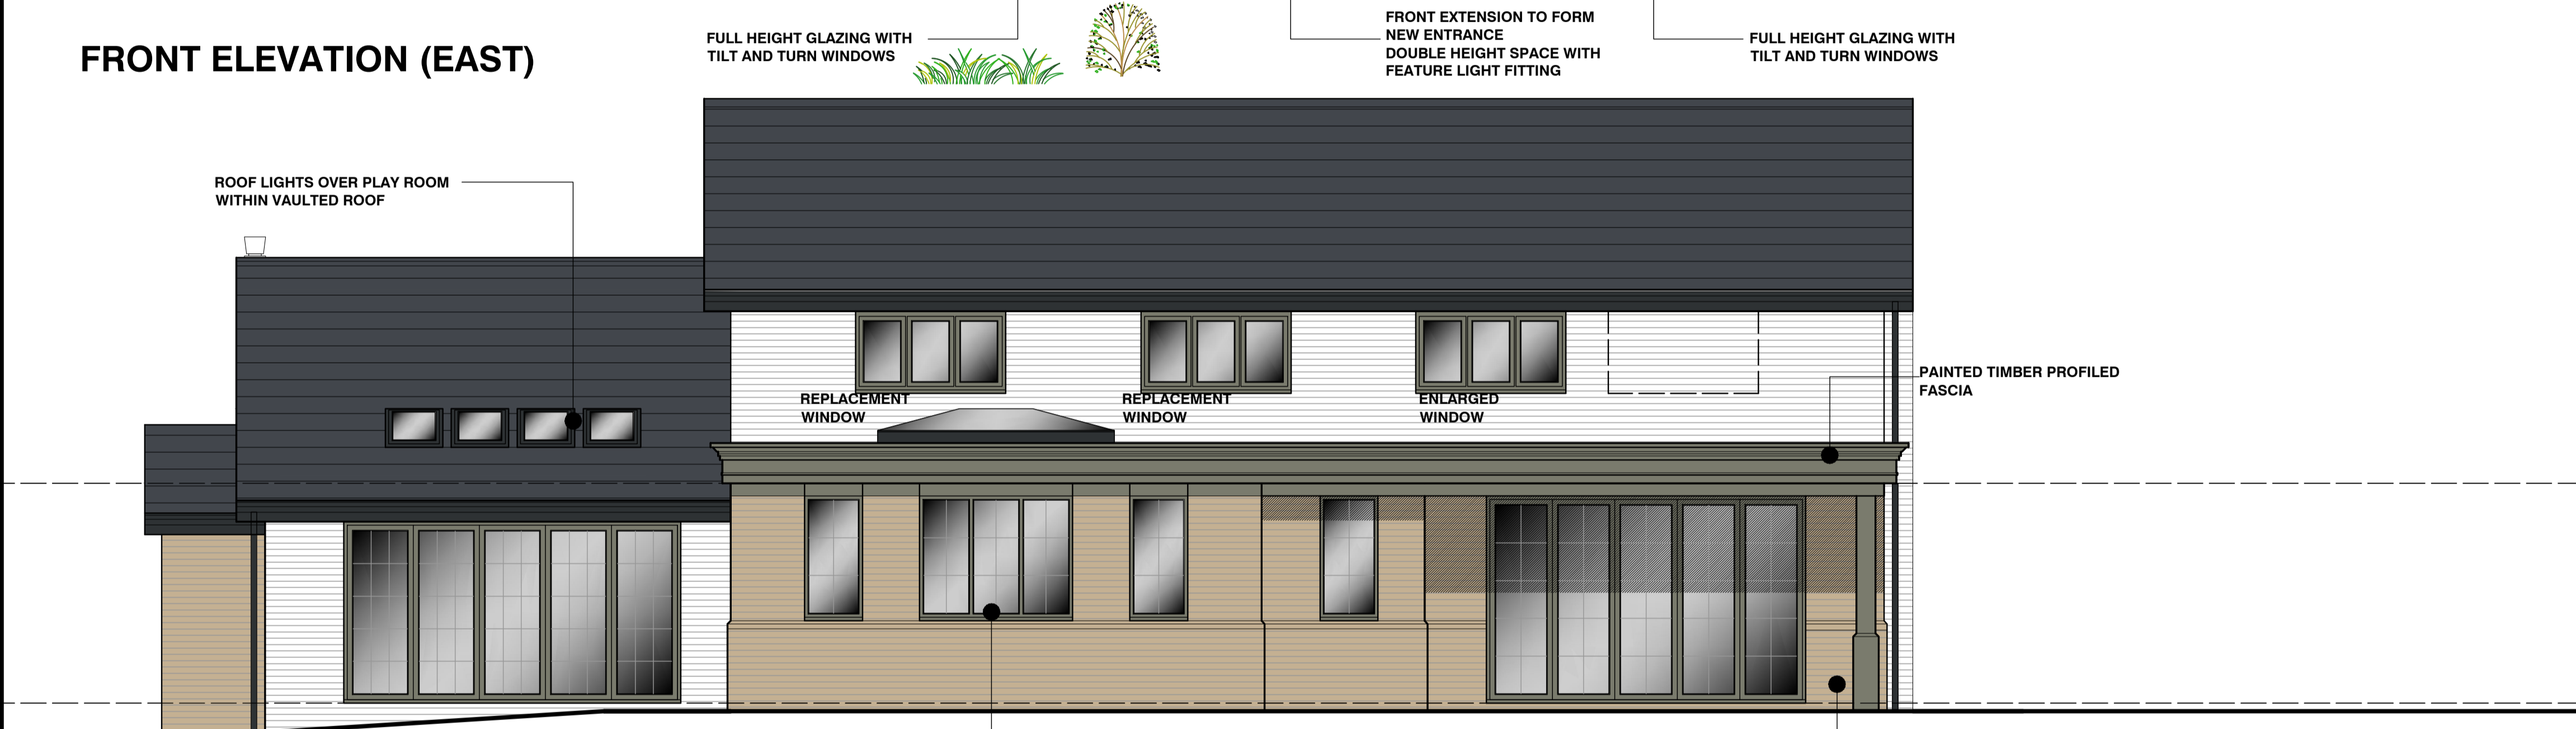 FRONT ELEVATION (EAST)
FULL HEIGHT GLAZING WITH
TILT AND TURN WINDOWS
FRONT EXTENSION TO FORM
NEW ENTRANCE
DOUBLE HEIGHT SPACE WITH
FEATURE LIGHT FITTING
FULL HEIGHT GLAZING WITH
TILT AND TURN WINDOWS
ROOF LIGHTS OVER PLAY ROOM
WITHIN VAULTED ROOF
REPLACEMENT
WINDOW
REPLACEMENT
WINDOW
ENLARGED
WINDOW
PAINTED TIMBER PROFILED
FASCIA